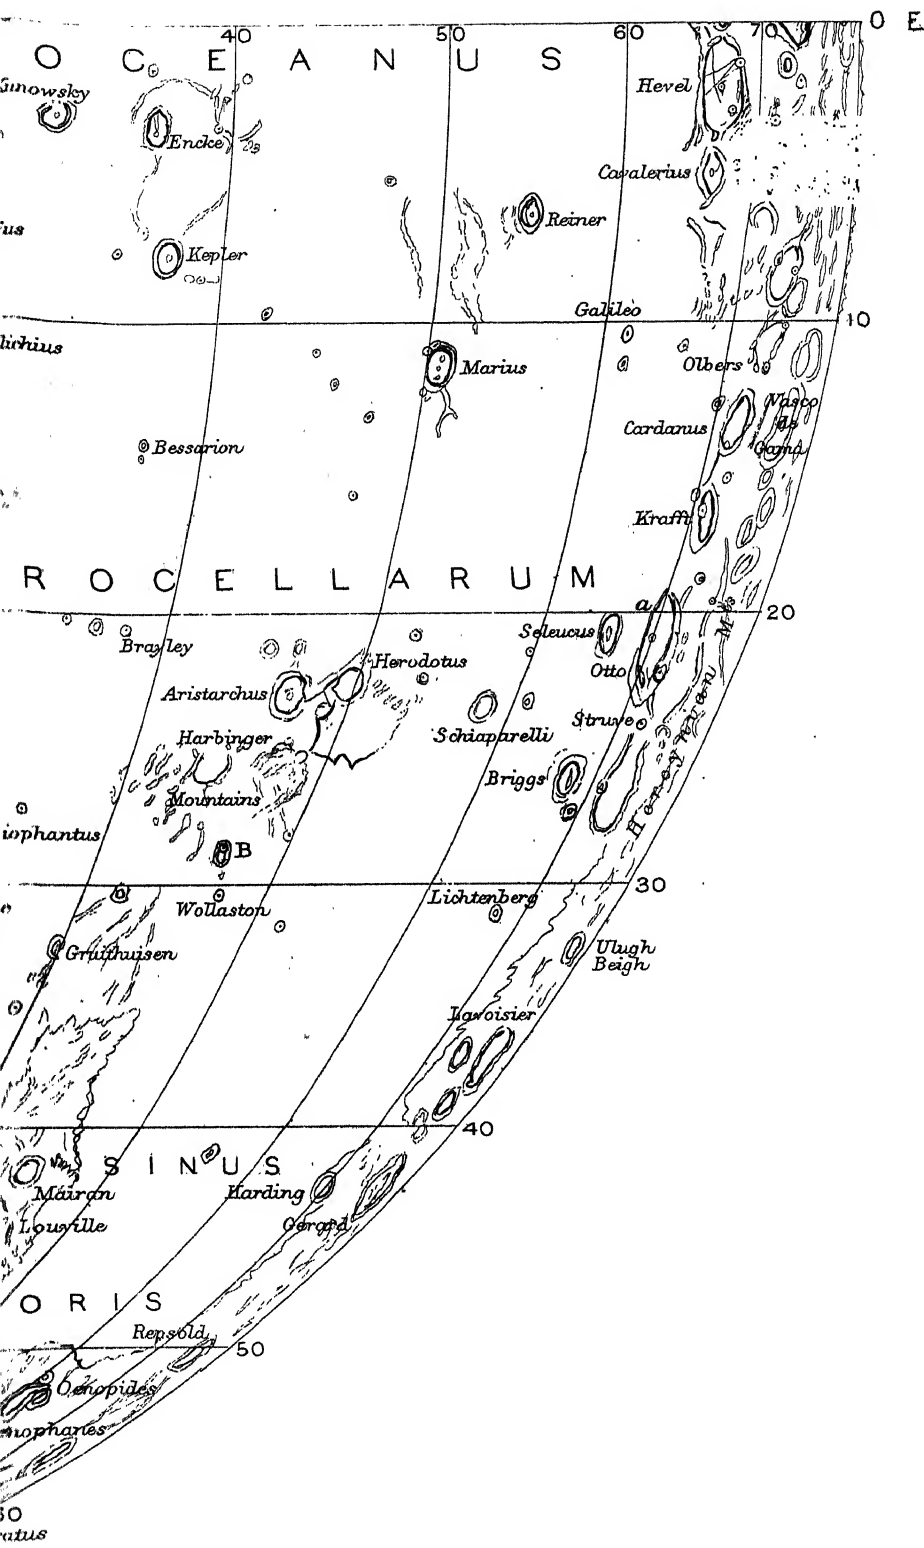 40 50 60 70 0 E
O C E A N U S
Hevel
Encke
Cavalerius
Reiner
Kepler
Galileo
10
Marius
Olbers
Vasco
de
Gama
Cardanus
Bessarion
Krafft
R O C E L L A R U M
a
20
Seleucus
Brayley
Herodotus
Otto
Struve
Aristarchus
Schiaparelli
Harbinger
Mountains
Briggs
Hercynian M
B
30
Wollaston
Lichtenberg
Gruithuisen
Ulugh
Beigh
Lavoisier
40
S I N U S
Mairan
Harding
Louville
Gerard
O R I S
Repsold
50
Oenopides